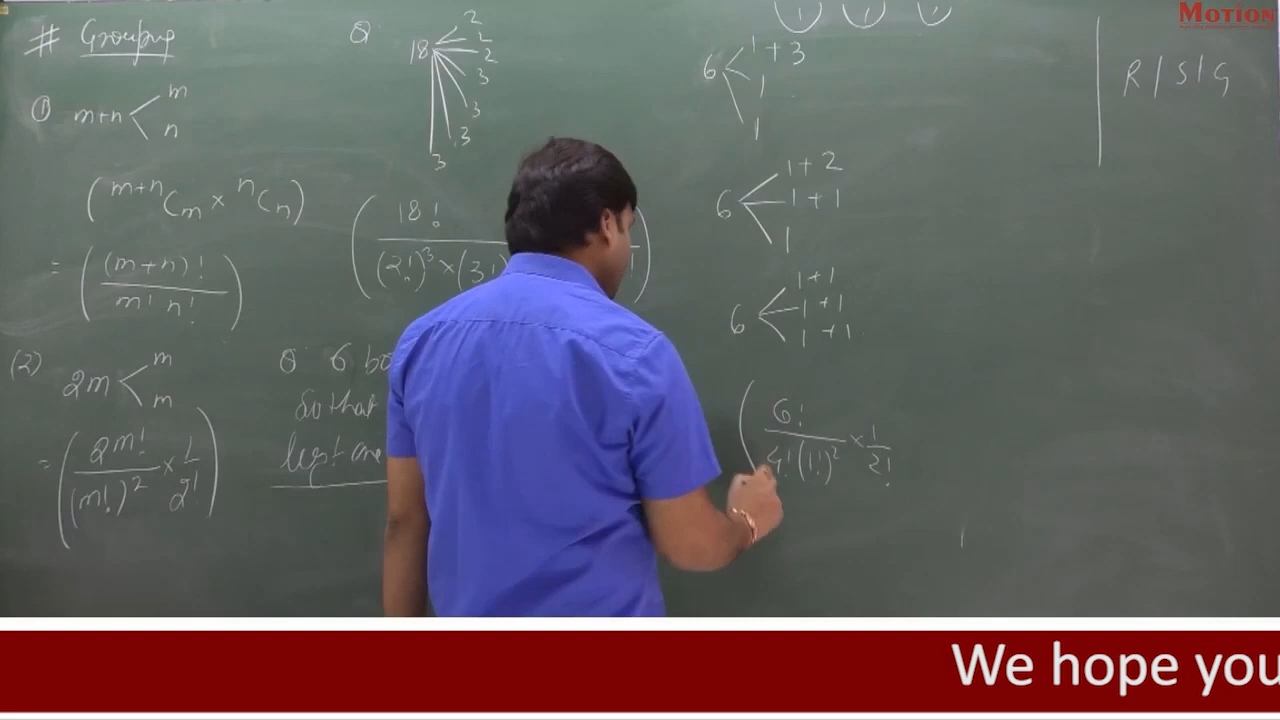 # Grouping
① m+n < m
n
( ᵐ⁺ⁿCₘ × ⁿCₙ )
= ( (m+n)! / m! n! )
(2) 2m < m
m
= ( 2m! / (m!)² × 1/2! )
Q.
18
2
2
2
3
3
3
3
( 18! / (2!)³ × (3!)
Q. 6 bo
So that
6 < 1 + 3
1
1
6 < 1 + 2
1 + 1
1
6 < 1 + 1
1 + 1
1 + 1
( 6! / 4! (1!)² × 1/2!
R / S / G
MOTION
We hope you